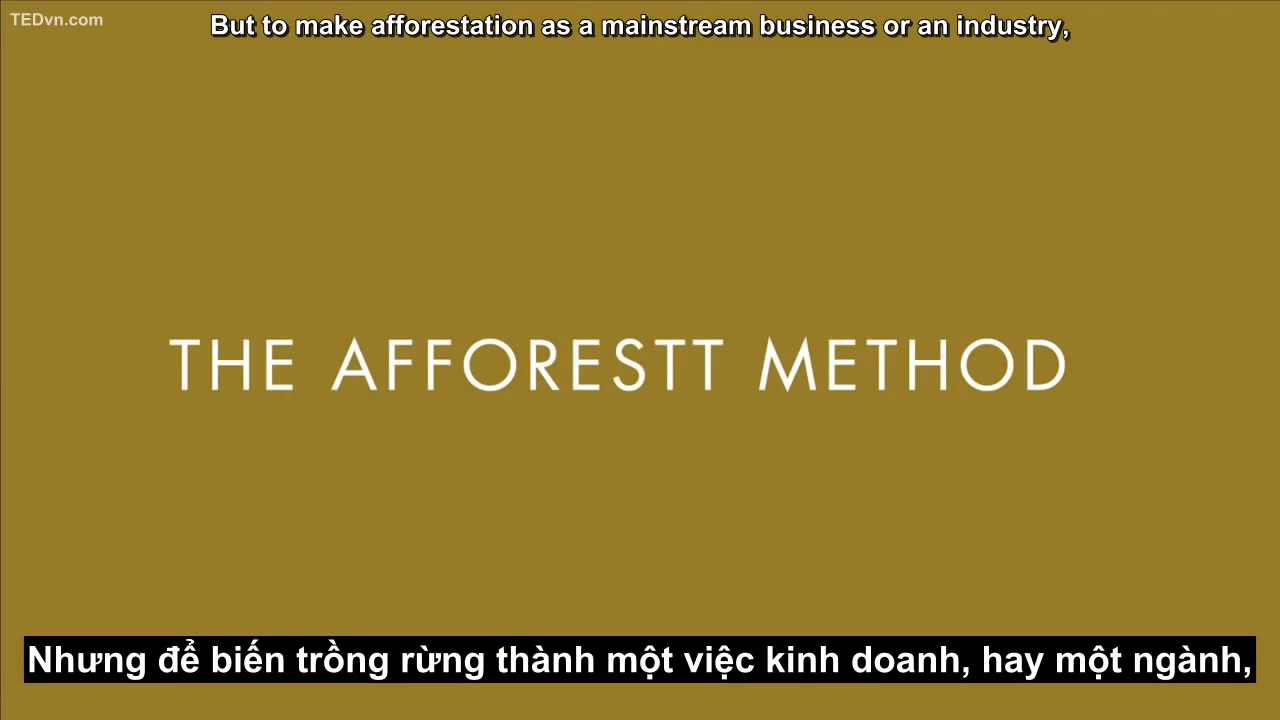 TEDvn.com
But to make afforestation as a mainstream business or an industry,
THE AFFORESTT METHOD
Nhưng để biến trồng rừng thành một việc kinh doanh, hay một ngành,